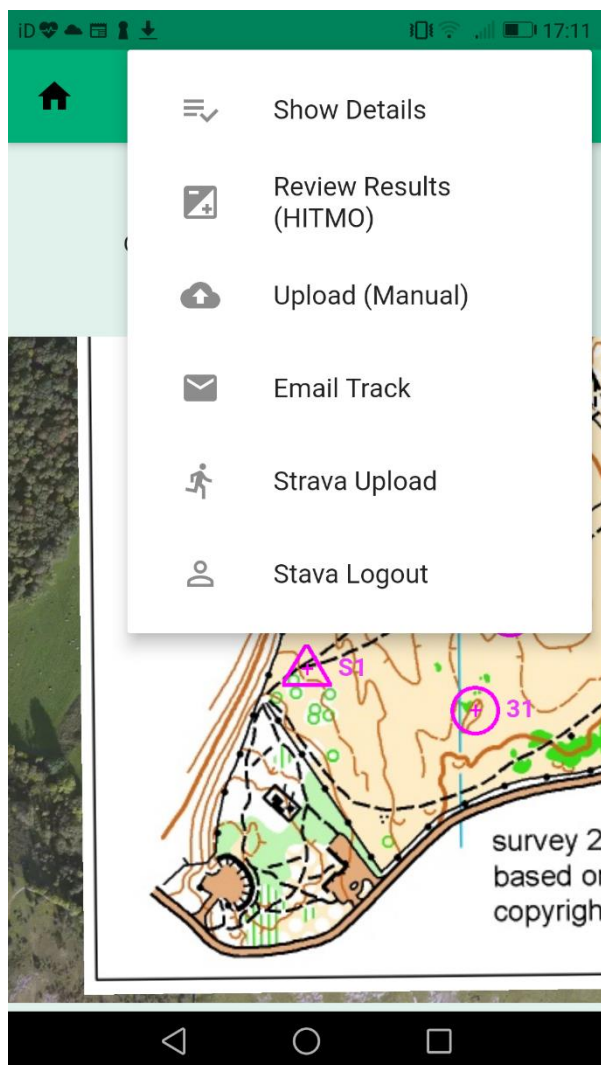 iD 17:11
Show Details
Review Results
(HITMO)
Upload (Manual)
Email Track
Strava Upload
Stava Logout
S1
31
survey 2
based o
copyrigh